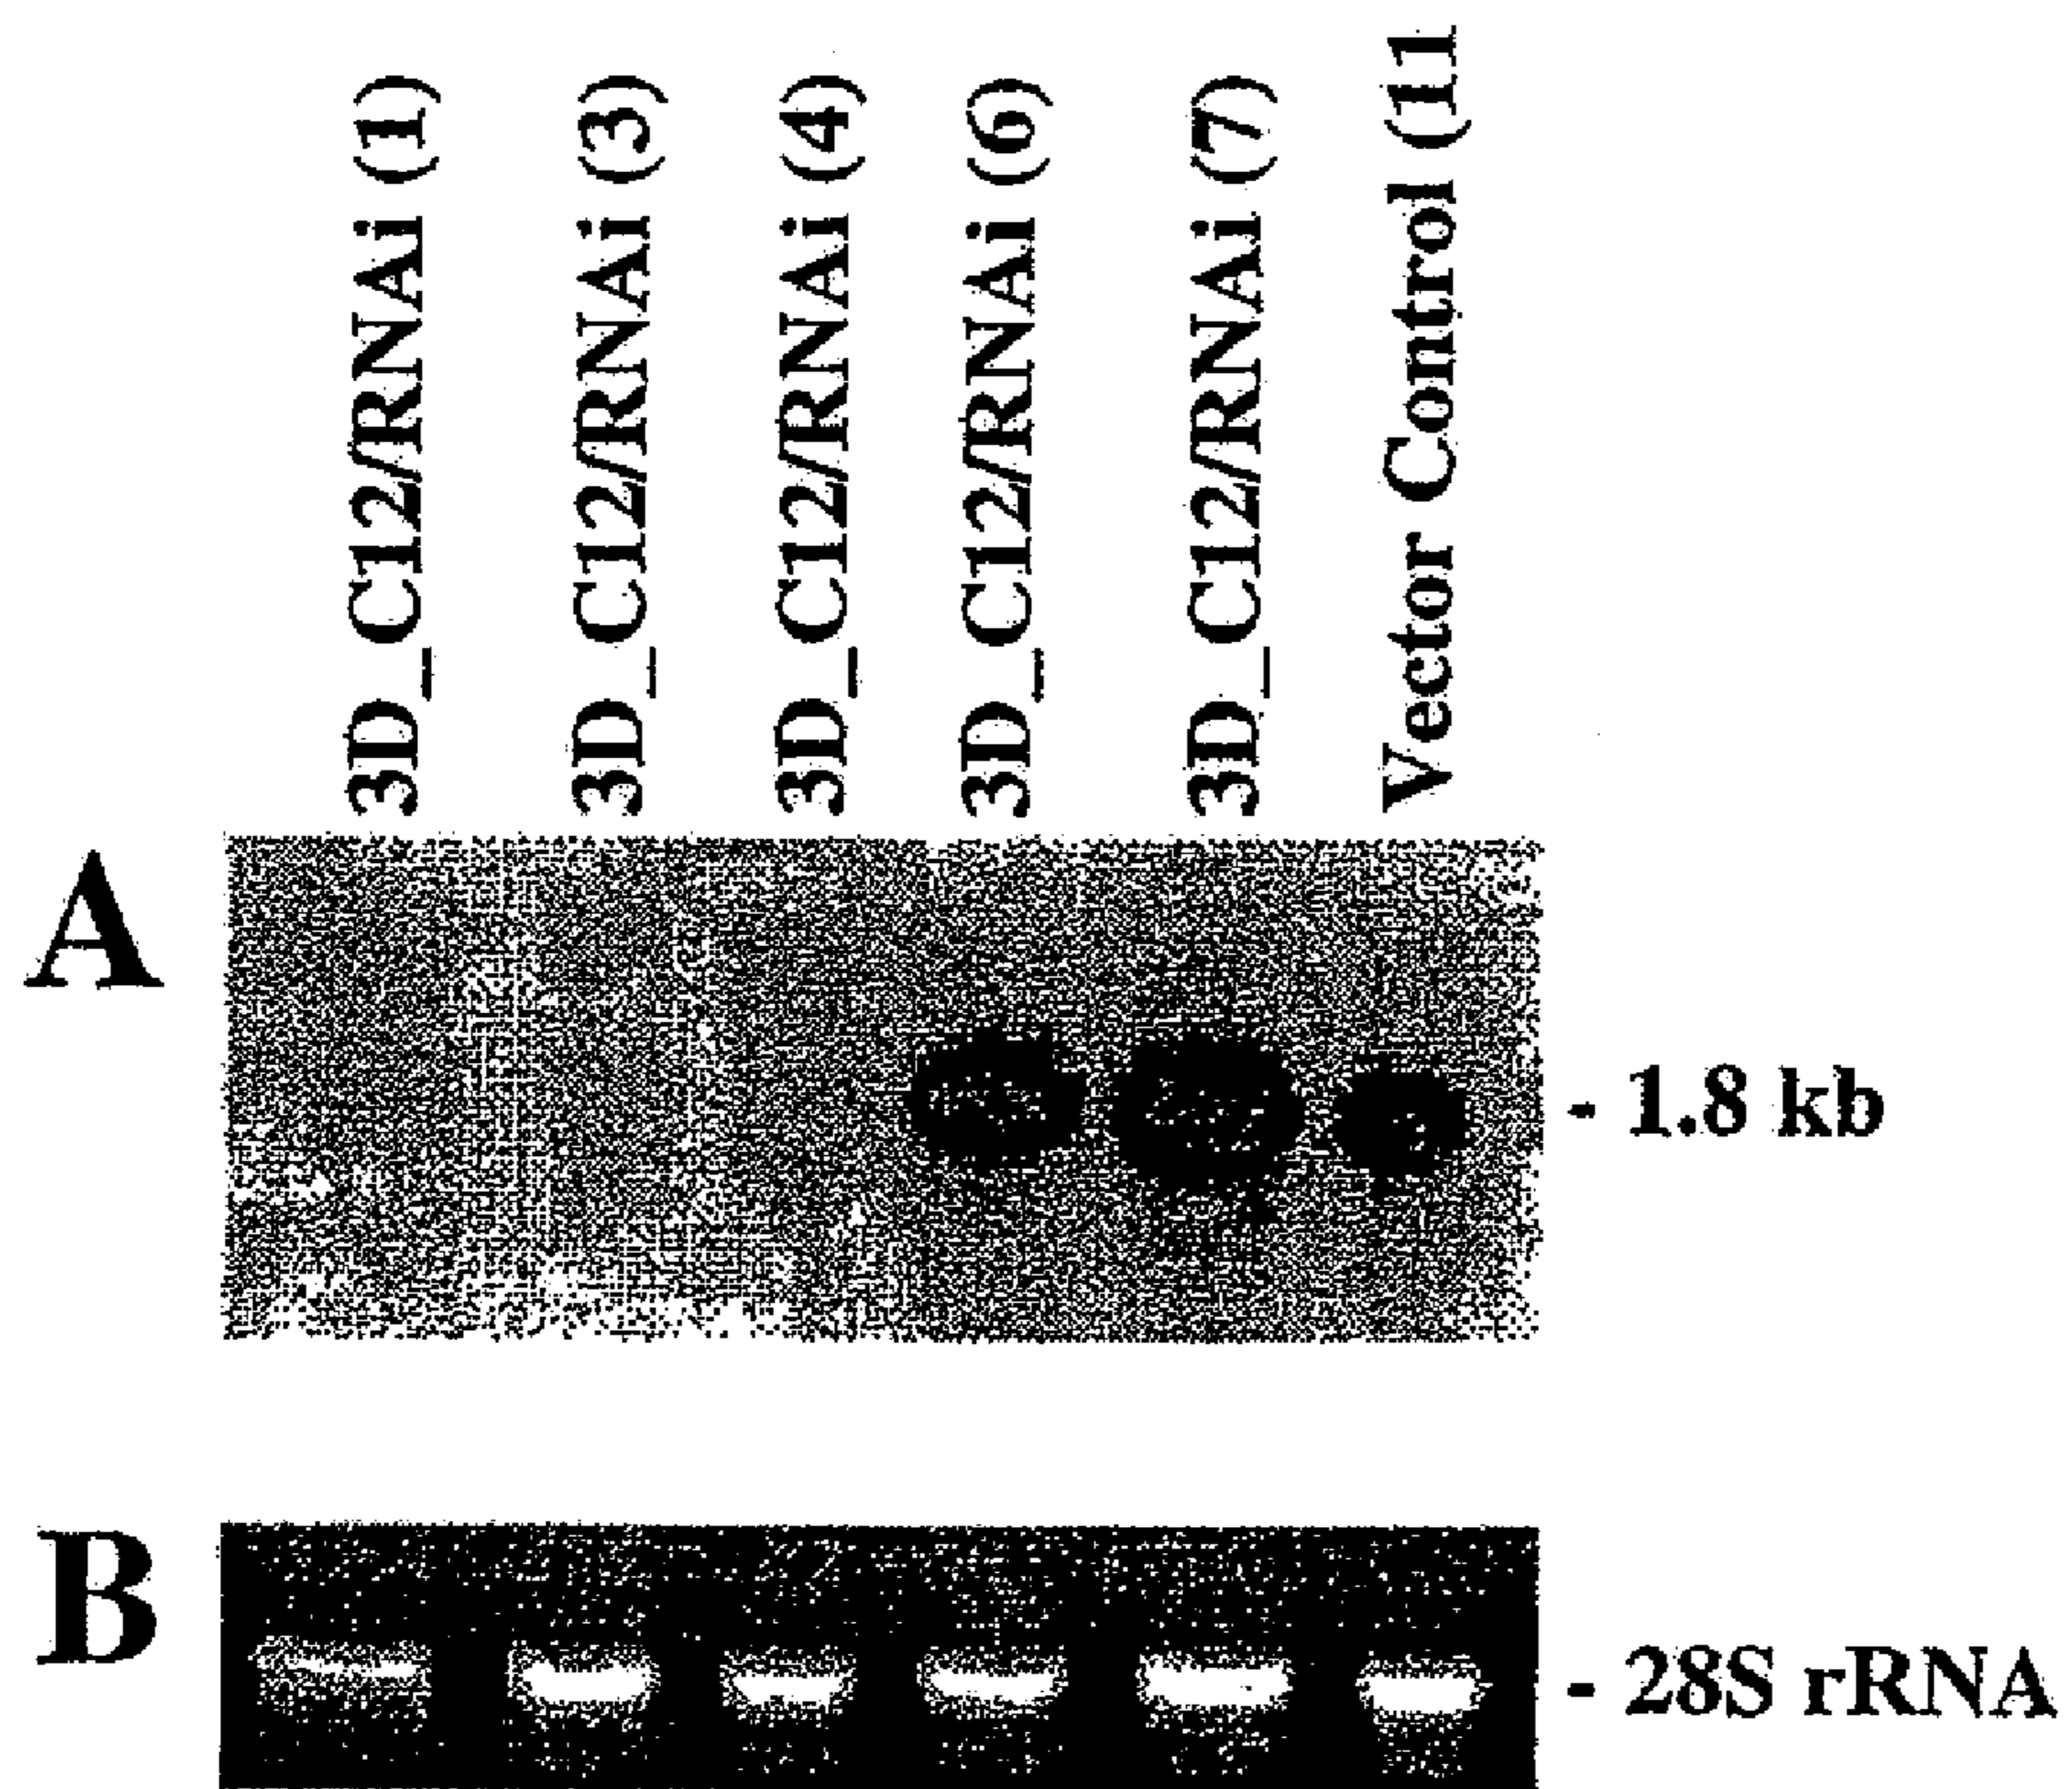 3D_C12/RNAi (1)
3D_C12/RNAi (3)
3D_C12/RNAi (4)
3D_C12/RNAi (6)
3D_C12/RNAi (7)
Vector Control (11
A
- 1.8 kb
B
- 28S rRNA